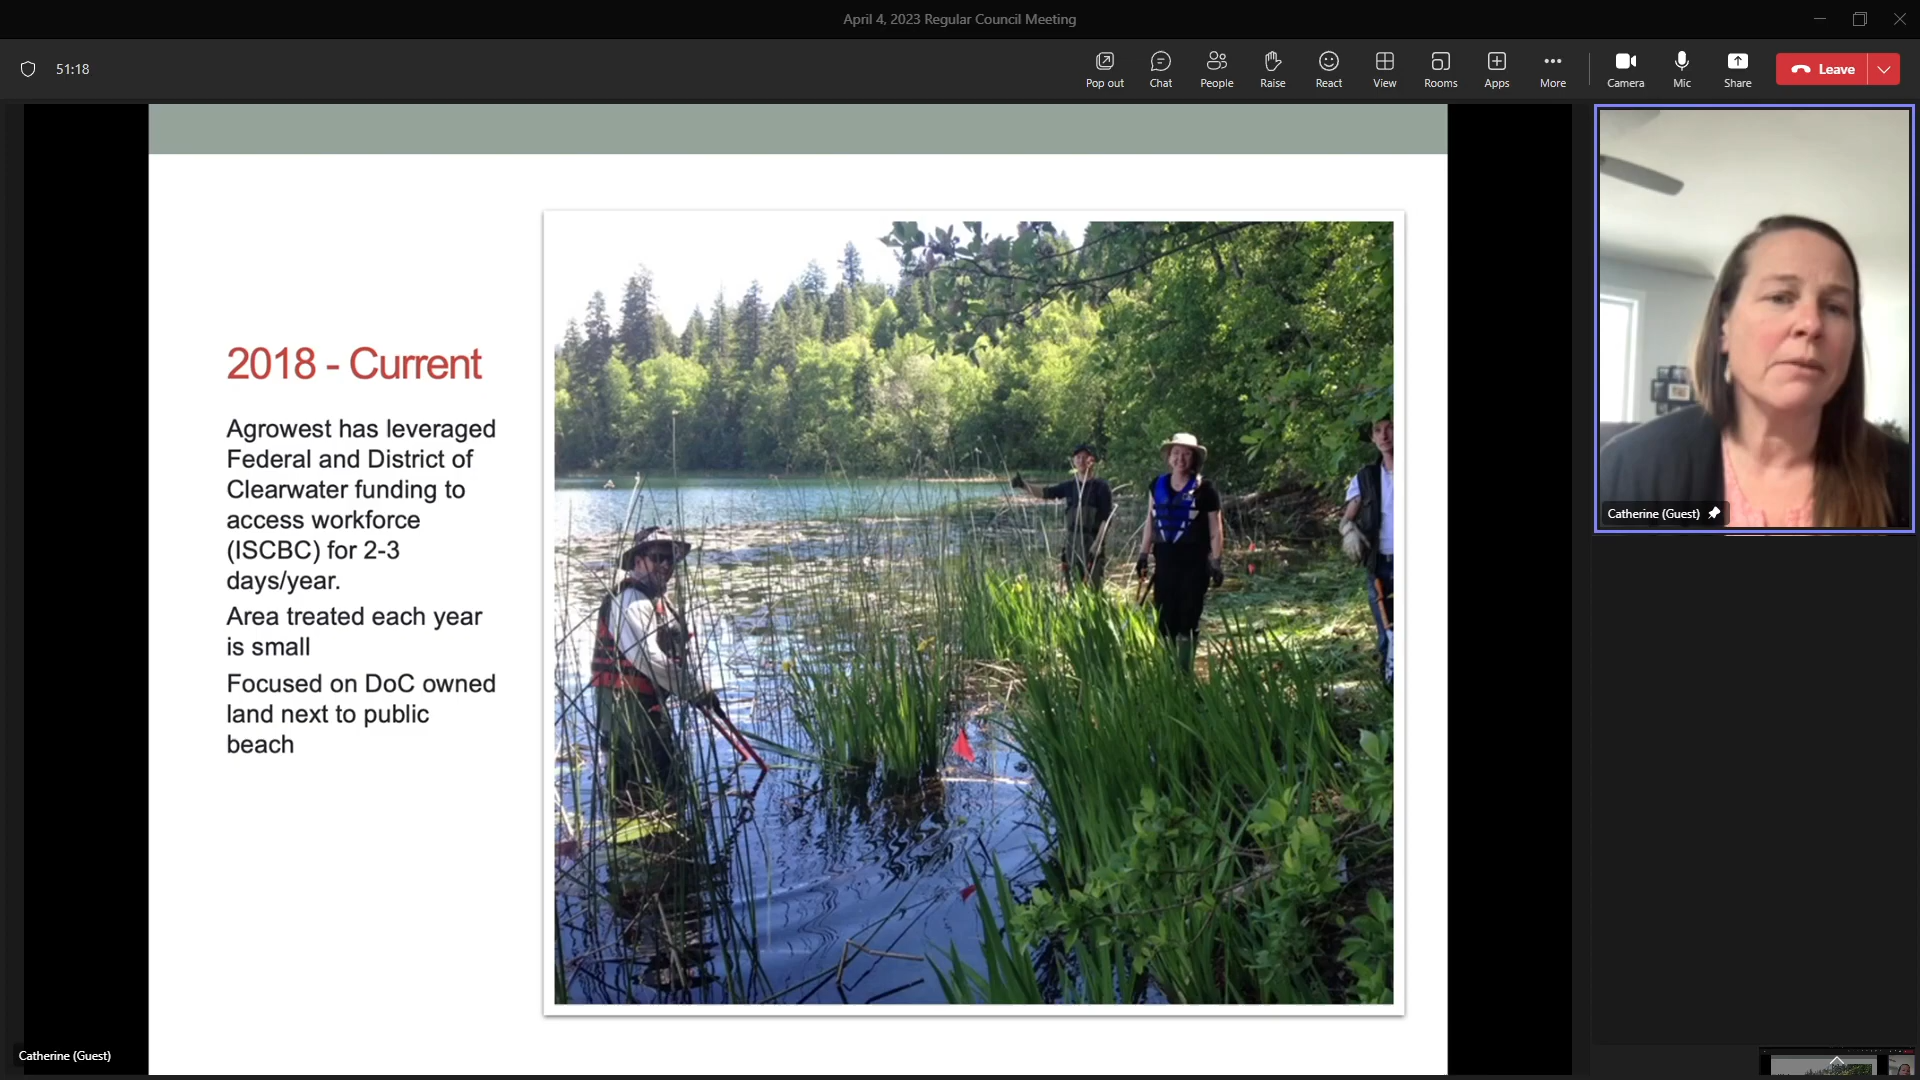 April 4, 2023 Regular Council Meeting
51:18
Pop out
Chat
People
Raise
React
View
Rooms
Apps
More
Camera
Mic
Share
Leave
2018 - Current
Agrowest has leveraged
Federal and District of
Clearwater funding to
access workforce
(ISCBC) for 2-3
days/year.
Area treated each year
is small
Focused on DoC owned
land next to public
beach
Catherine (Guest)
Catherine (Guest)